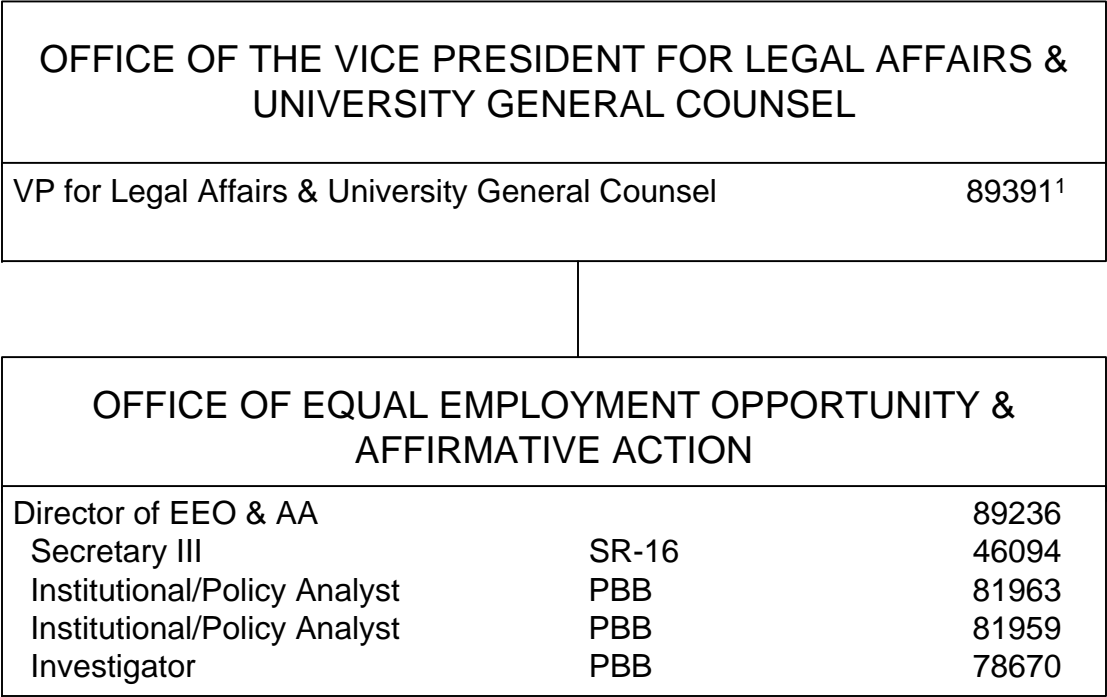 OFFICE OF THE VICE PRESIDENT FOR LEGAL AFFAIRS &
UNIVERSITY GENERAL COUNSEL
VP for Legal Affairs & University General Counsel 89391¹
OFFICE OF EQUAL EMPLOYMENT OPPORTUNITY &
AFFIRMATIVE ACTION
Director of EEO & AA 89236
Secretary III SR-16 46094
Institutional/Policy Analyst PBB 81963
Institutional/Policy Analyst PBB 81959
Investigator PBB 78670